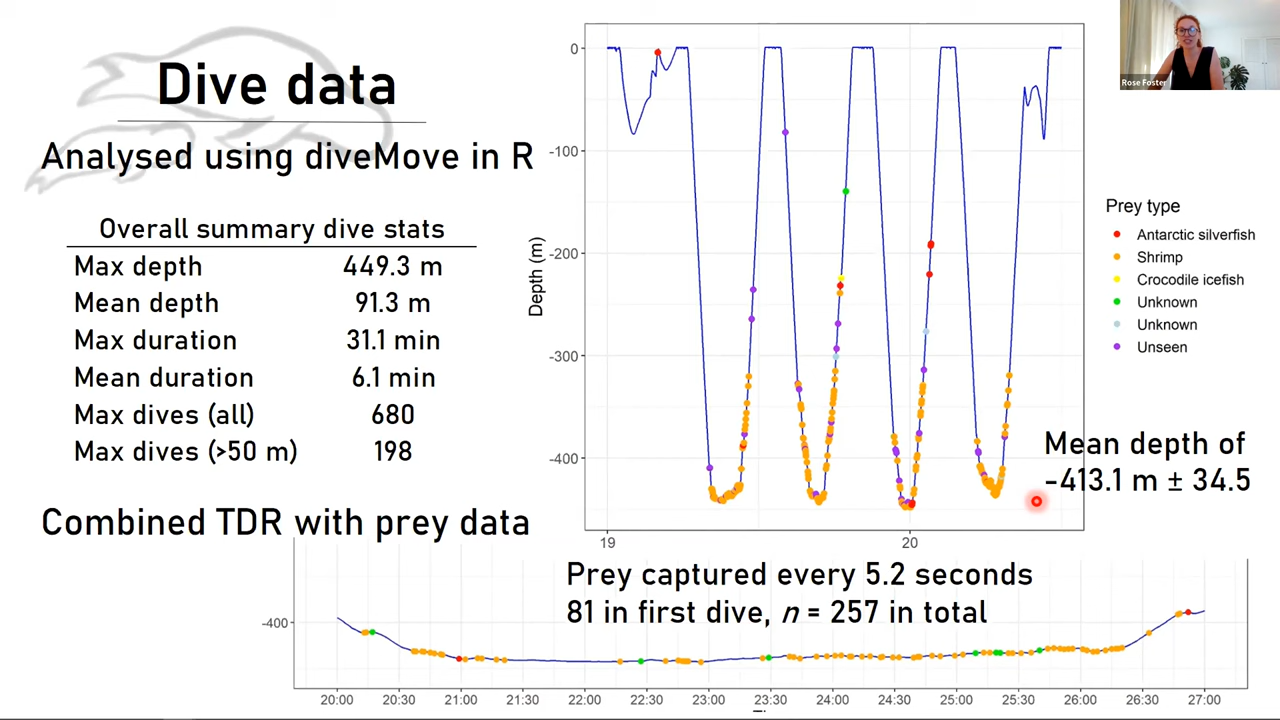 Dive data
Analysed using diveMove in R
Overall summary dive stats
Max depth 449.3 m
Mean depth 91.3 m
Max duration 31.1 min
Mean duration 6.1 min
Max dives (all) 680
Max dives (>50 m) 198
Combined TDR with prey data
Depth (m)
-0
-100
-200
-300
-400
19 20
Rose Foster
Prey type
Antarctic silverfish
Shrimp
Crocodile icefish
Unknown
Unknown
Unseen
Mean depth of
-413.1 m ± 34.5
Prey captured every 5.2 seconds
81 in first dive, n = 257 in total
-400
20:00 20:30 21:00 21:30 22:00 22:30 23:00 23:30 24:00 24:30 25:00 25:30 26:00 26:30 27:00